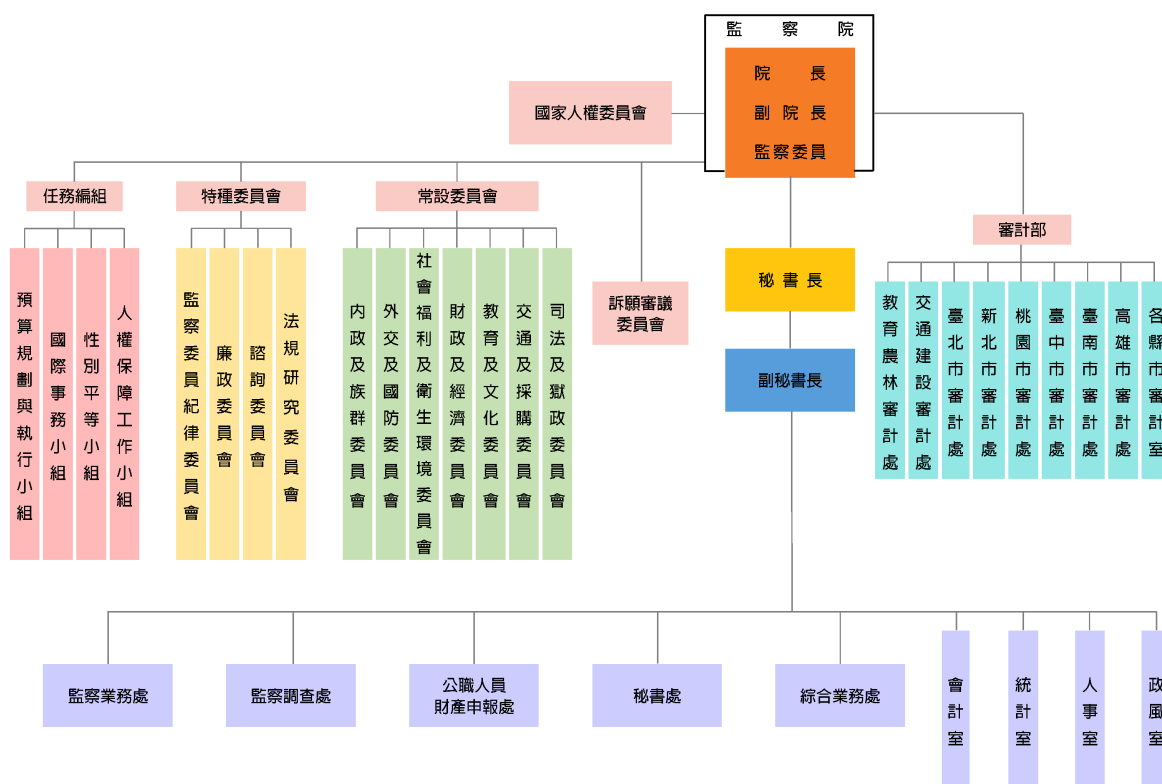 監察院
院長
副院長
監察委員
國家人權委員會
任務編組
特種委員會
常設委員會
訴願審議
委員會
審計部
秘書長
副秘書長
預算規劃與執行小組
國際事務小組
性別平等小組
人權保障工作小組
監察委員紀律委員會
廉政委員會
諮詢委員會
法規研究委員會
內政及族群委員會
外交及國防委員會
社會福利及衛生環境委員會
財政及經濟委員會
教育及文化委員會
交通及採購委員會
司法及獄政委員會
教育農林審計處
交通建設審計處
臺北市審計處
新北市審計處
桃園市審計處
臺中市審計處
臺南市審計處
高雄市審計處
各縣市審計室
監察業務處
監察調查處
公職人員
財產申報處
秘書處
綜合業務處
會計室
統計室
人事室
政風室